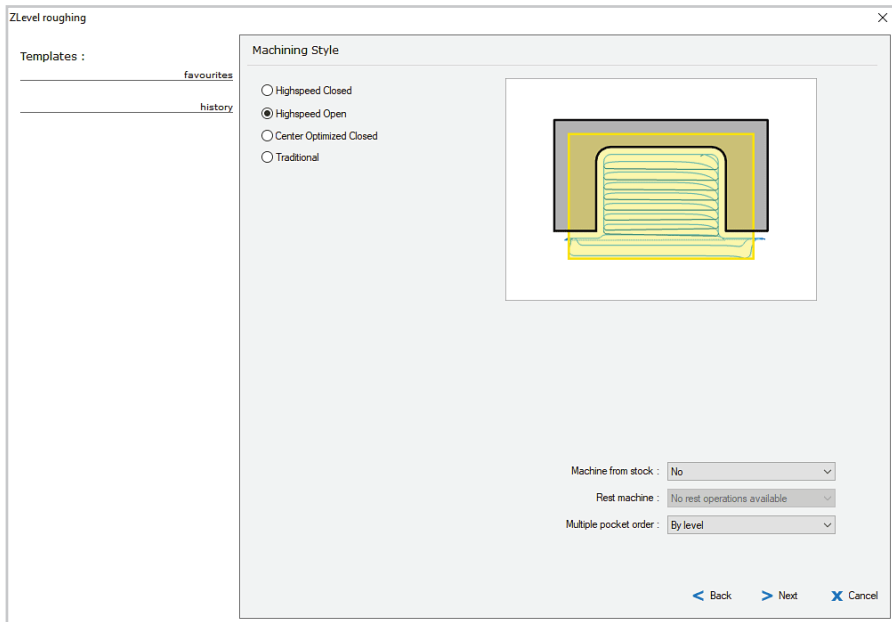 ZLevel roughing
Templates :
favourites
history
Machining Style
Highspeed Closed
Highspeed Open
Center Optimized Closed
Traditional
Machine from stock : No
Rest machine : No rest operations available
Multiple pocket order : By level
Back Next Cancel